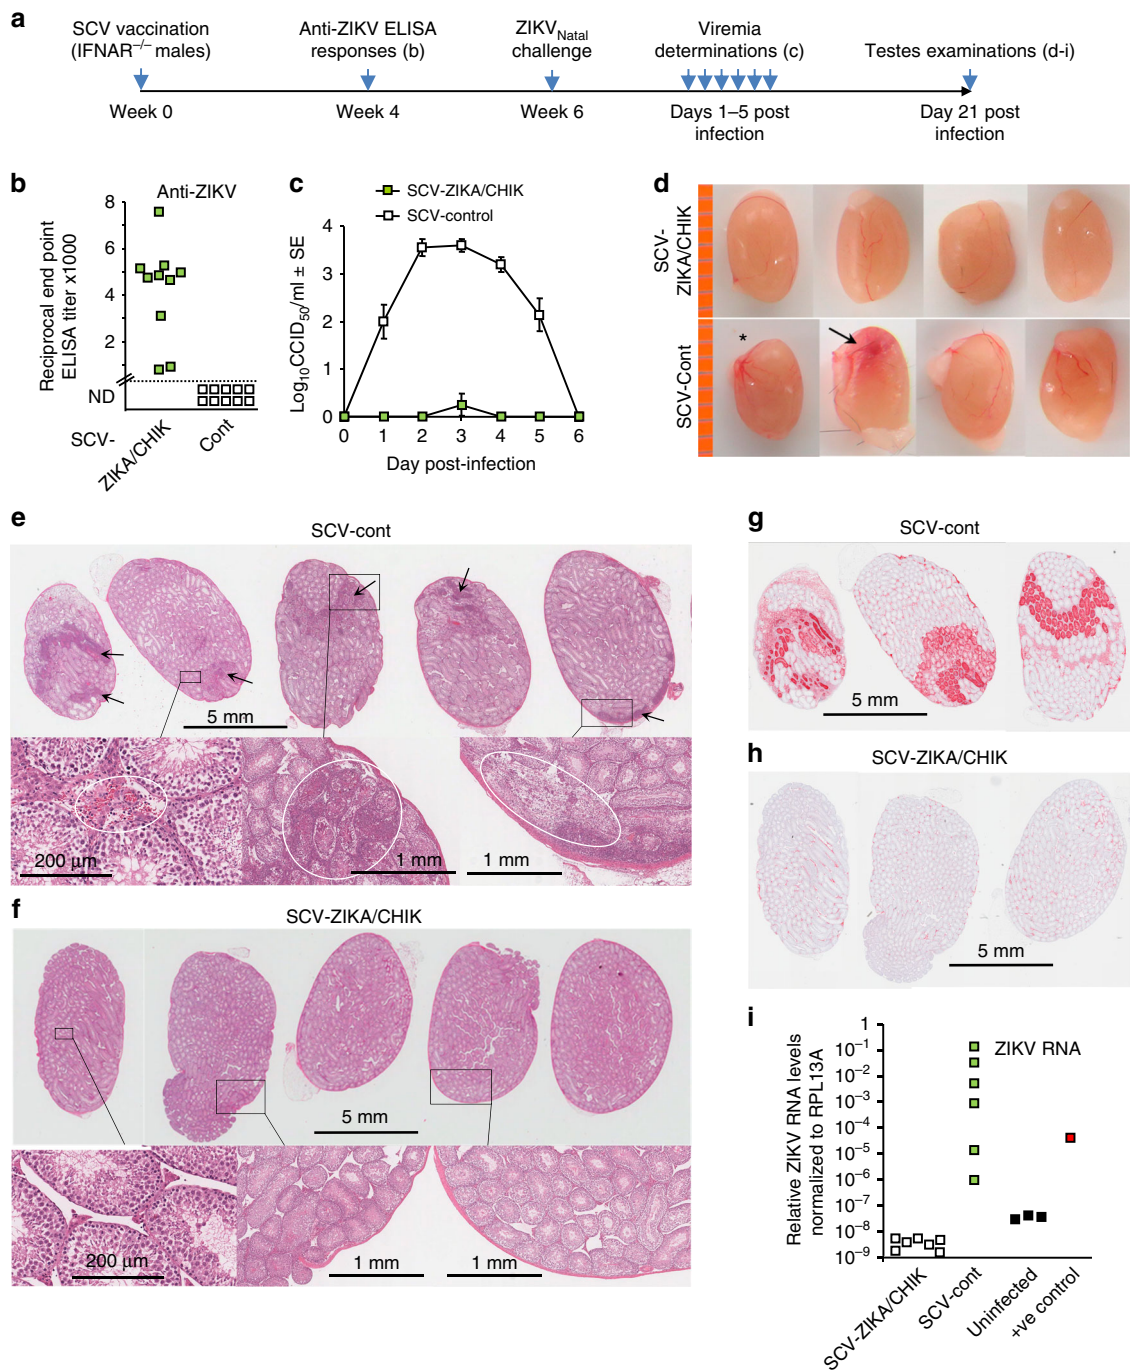 a
SCV vaccination
(IFNAR–/– males)
Anti-ZIKV ELISA
responses (b)
ZIKVNatal
challenge
Viremia
determinations (c)
Testes examinations (d-i)
Week 0
Week 4
Week 6
Days 1–5 post
infection
Day 21 post
infection
b
Anti-ZIKV
Reciprocal end point
ELISA titer x1000
8
6
4
2
ND
SCV-
ZIKA/CHIK
Cont
c
SCV-ZIKA/CHIK
SCV-control
Log10CCID50/ml ± SE
4
3
2
1
0
0 1 2 3 4 5 6
Day post-infection
d
SCV-
ZIKA/CHIK
SCV-Cont
*
e
SCV-cont
5 mm
200 µm
1 mm
1 mm
f
SCV-ZIKA/CHIK
5 mm
200 µm
1 mm
1 mm
g
SCV-cont
5 mm
h
SCV-ZIKA/CHIK
5 mm
i
Relative ZIKV RNA levels
normalized to RPL13A
1
10–1
10–2
10–3
10–4
10–5
10–6
10–7
10–8
10–9
ZIKV RNA
SCV-ZIKA/CHIK
SCV-cont
Uninfected
+ve control